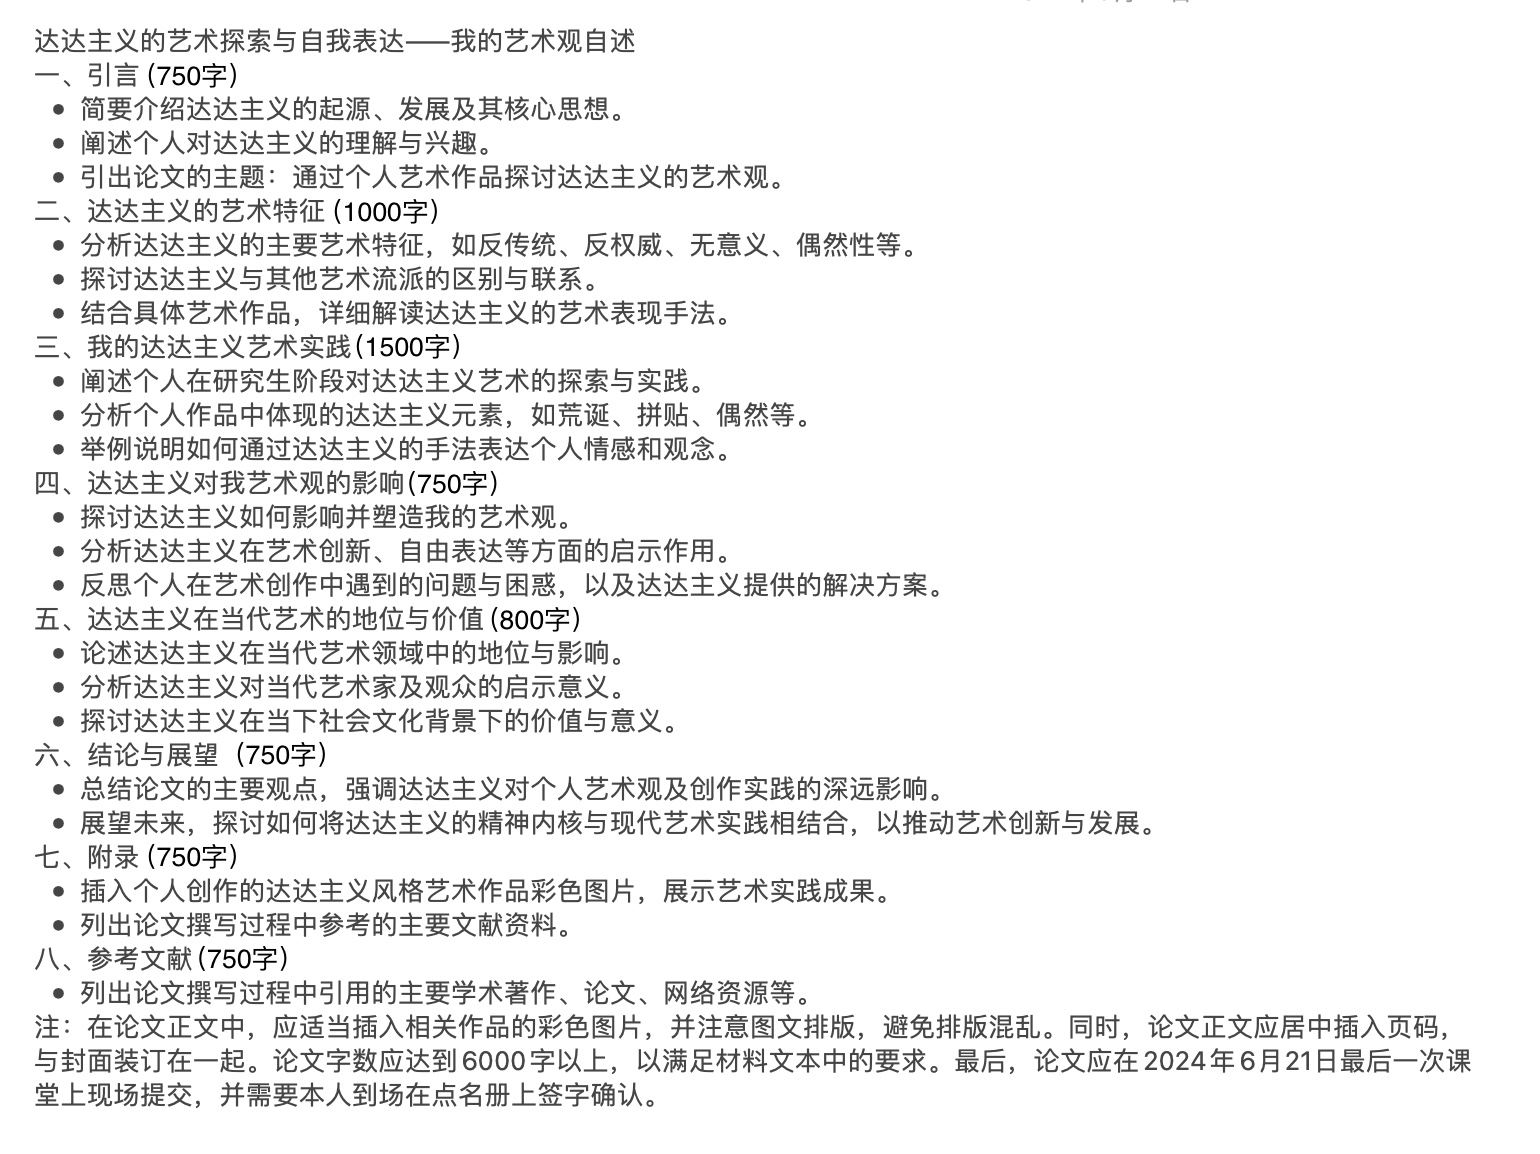 达达主义的艺术探索与自我表达——我的艺术观自述
一、引言 (750字)
• 简要介绍达达主义的起源、发展及其核心思想。
• 阐述个人对达达主义的理解与兴趣。
• 引出论文的主题：通过个人艺术作品探讨达达主义的艺术观。
二、达达主义的艺术特征 (1000字)
• 分析达达主义的主要艺术特征，如反传统、反权威、无意义、偶然性等。
• 探讨达达主义与其他艺术流派的区别与联系。
• 结合具体艺术作品，详细解读达达主义的艺术表现手法。
三、我的达达主义艺术实践(1500字)
• 阐述个人在研究生阶段对达达主义艺术的探索与实践。
• 分析个人作品中体现的达达主义元素，如荒诞、拼贴、偶然等。
• 举例说明如何通过达达主义的手法表达个人情感和观念。
四、达达主义对我艺术观的影响(750字)
• 探讨达达主义如何影响并塑造我的艺术观。
• 分析达达主义在艺术创新、自由表达等方面的启示作用。
• 反思个人在艺术创作中遇到的问题与困惑，以及达达主义提供的解决方案。
五、达达主义在当代艺术的地位与价值 (800字)
• 论述达达主义在当代艺术领域中的地位与影响。
• 分析达达主义对当代艺术家及观众的启示意义。
• 探讨达达主义在当下社会文化背景下的价值与意义。
六、结论与展望 (750字)
• 总结论文的主要观点，强调达达主义对个人艺术观及创作实践的深远影响。
• 展望未来，探讨如何将达达主义的精神内核与现代艺术实践相结合，以推动艺术创新与发展。
七、附录 (750字)
• 插入个人创作的达达主义风格艺术作品彩色图片，展示艺术实践成果。
• 列出论文撰写过程中参考的主要文献资料。
八、参考文献(750字)
• 列出论文撰写过程中引用的主要学术著作、论文、网络资源等。
注：在论文正文中，应适当插入相关作品的彩色图片，并注意图文排版，避免排版混乱。同时，论文正文应居中插入页码，
与封面装订在一起。论文字数应达到6000字以上，以满足材料文本中的要求。最后，论文应在2024年6月21日最后一次课
堂上现场提交，并需要本人到场在点名册上签字确认。